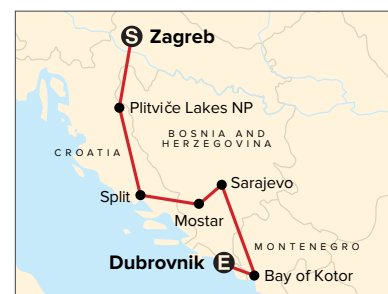 S Zagreb
Plitviče Lakes NP
BOSNIA AND
HERZEGOVINA
CROATIA
Sarajevo
Split
Mostar
MONTENEGRO
Dubrovnik E
Bay of Kotor